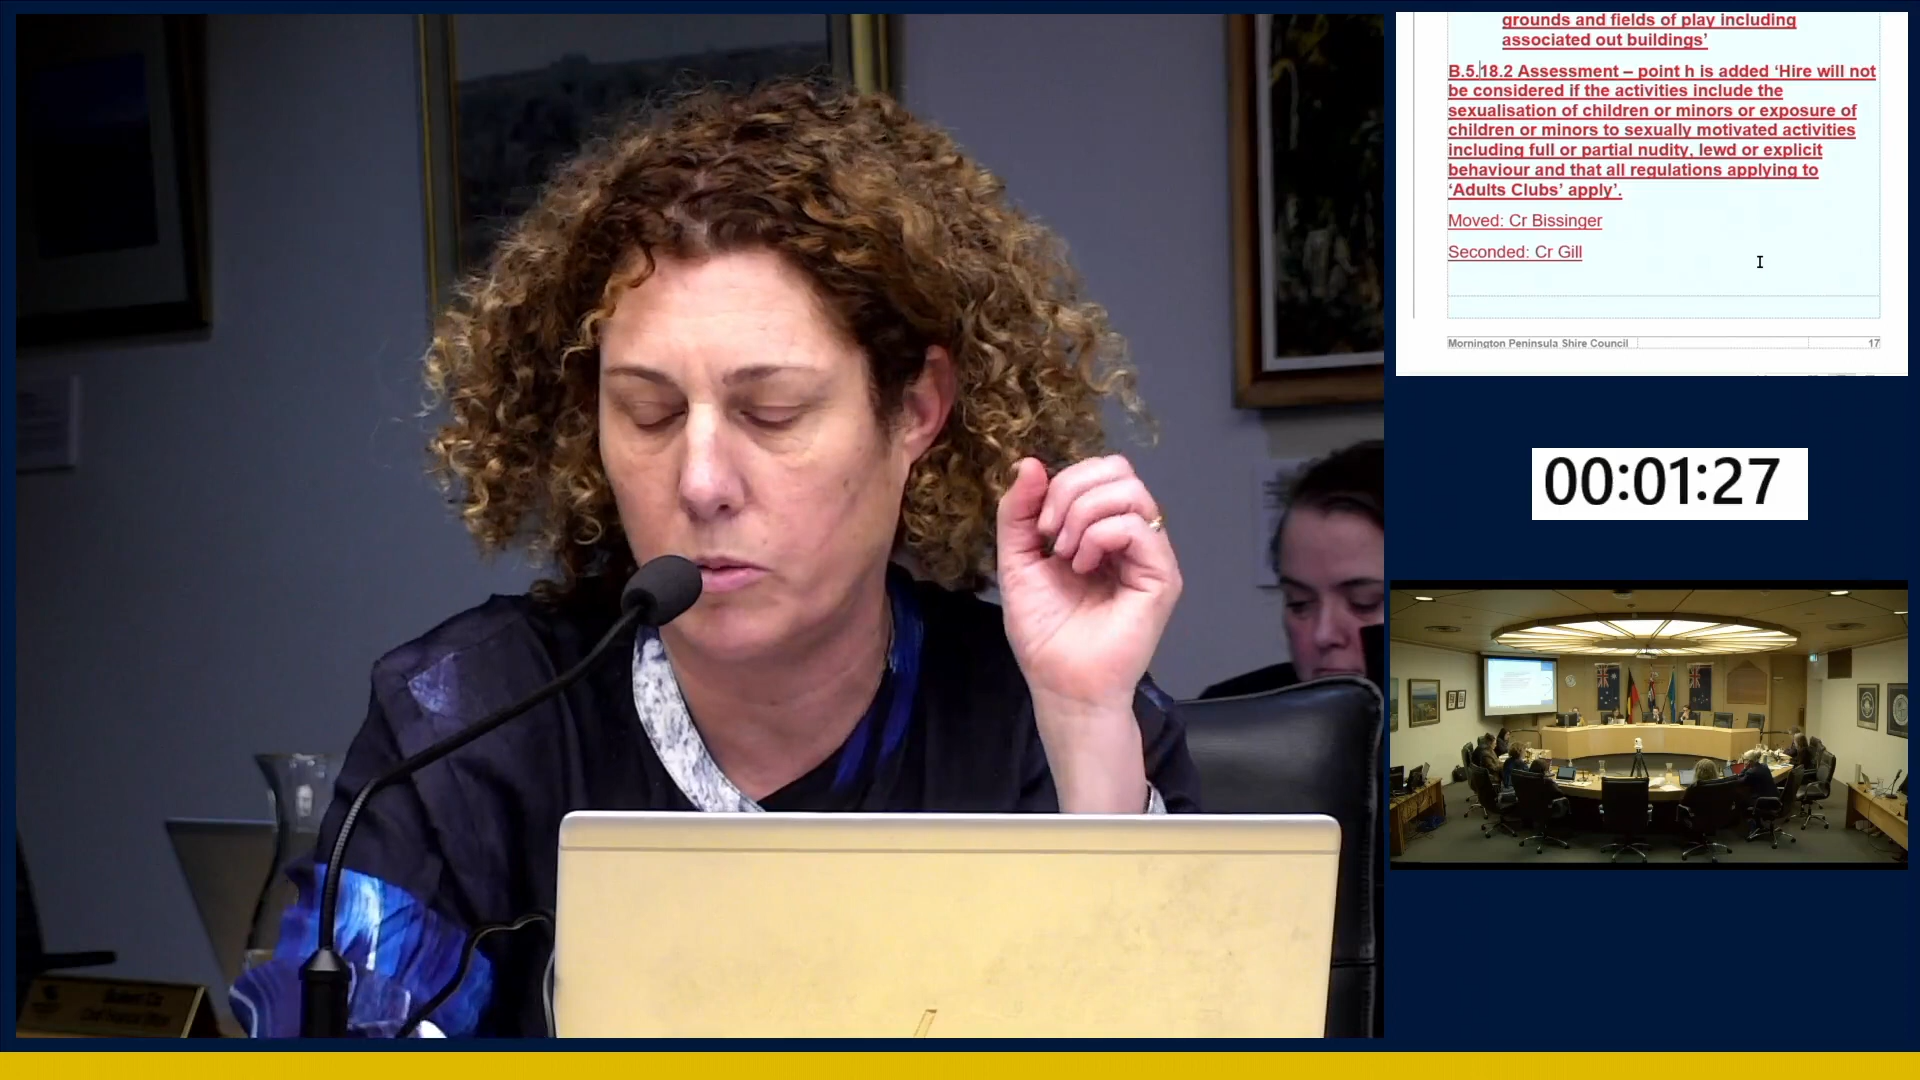 grounds and fields of play including
associated out buildings’
B.5.18.2 Assessment – point h is added ‘Hire will not
be considered if the activities include the
sexualisation of children or minors or exposure of
children or minors to sexually motivated activities
including full or partial nudity, lewd or explicit
behaviour and that all regulations applying to
‘Adults Clubs’ apply’.
Moved: Cr Bissinger
Seconded: Cr Gill
Mornington Peninsula Shire Council 17
00:01:27